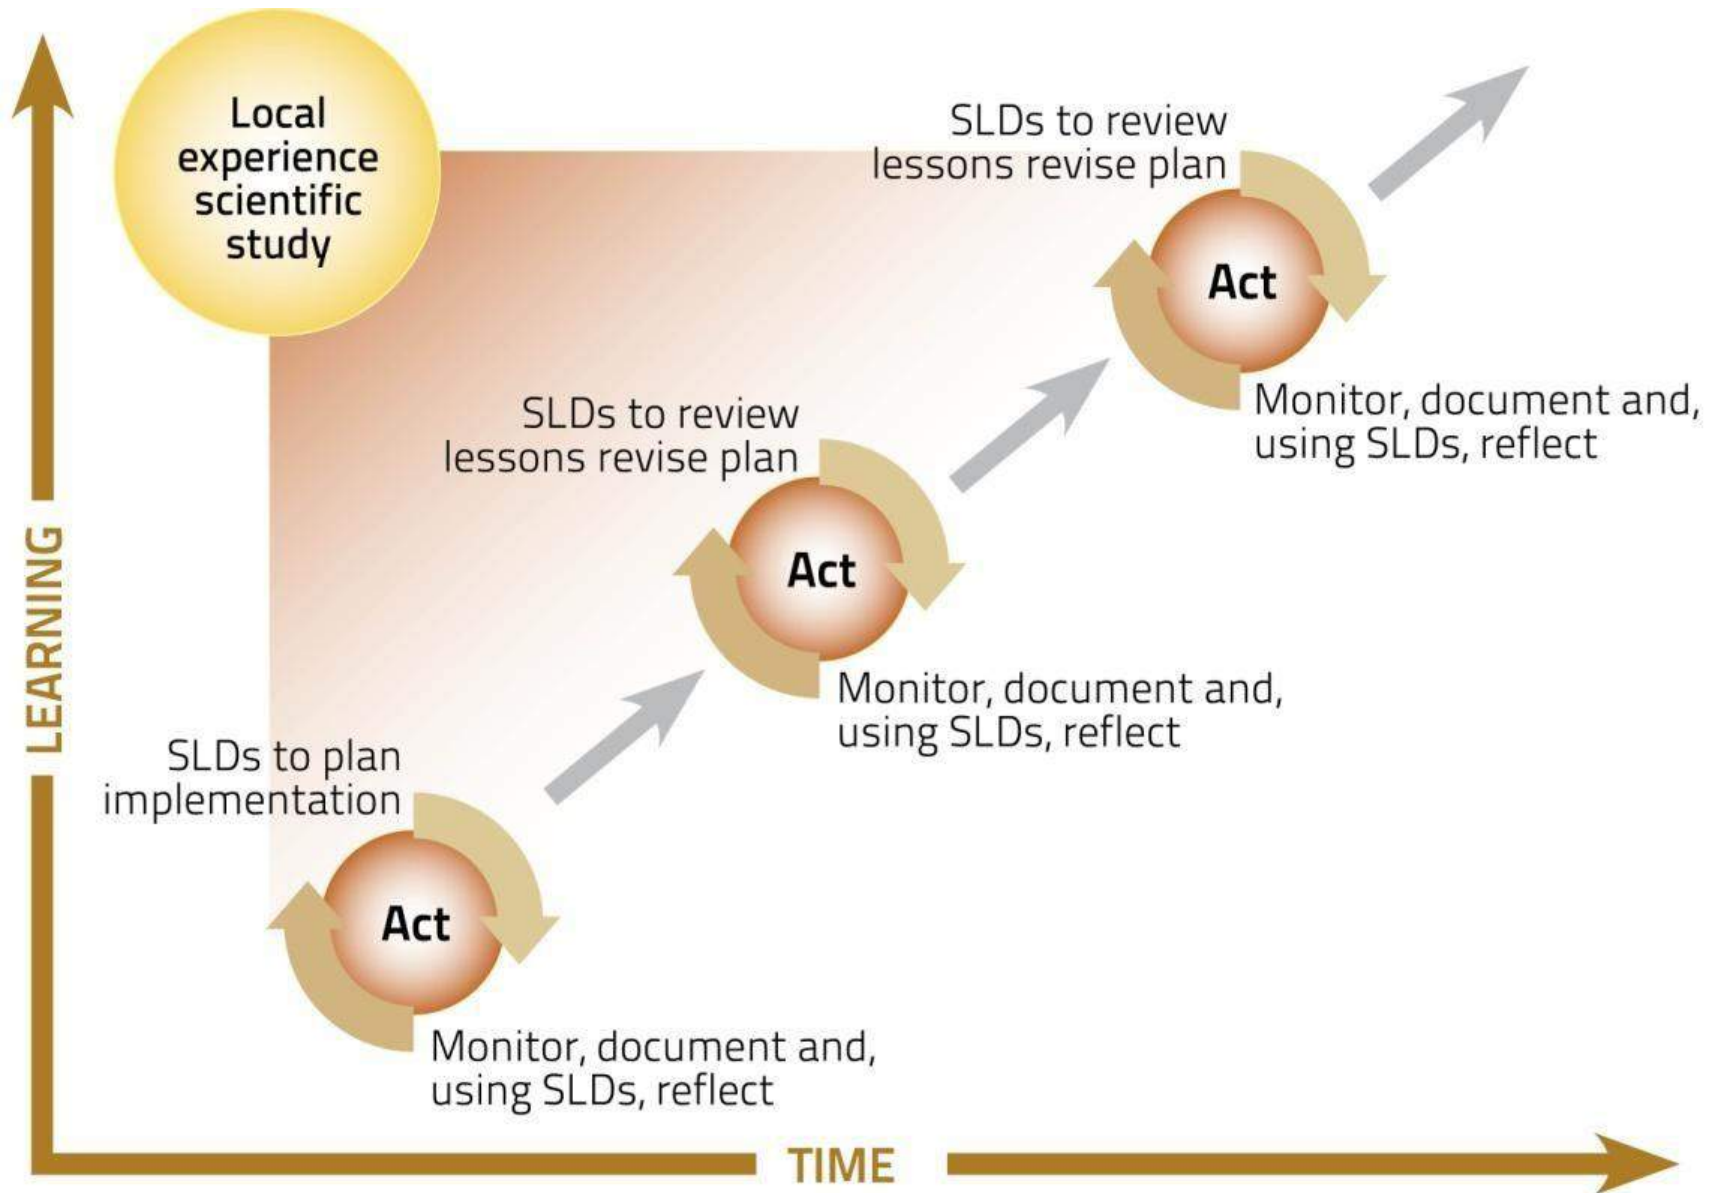 Local
experience
scientific
study
SLDs to review
lessons revise plan
Act
Monitor, document and,
using SLDs, reflect
SLDs to review
lessons revise plan
Act
Monitor, document and,
using SLDs, reflect
SLDs to plan
implementation
Act
Monitor, document and,
using SLDs, reflect
LEARNING
TIME